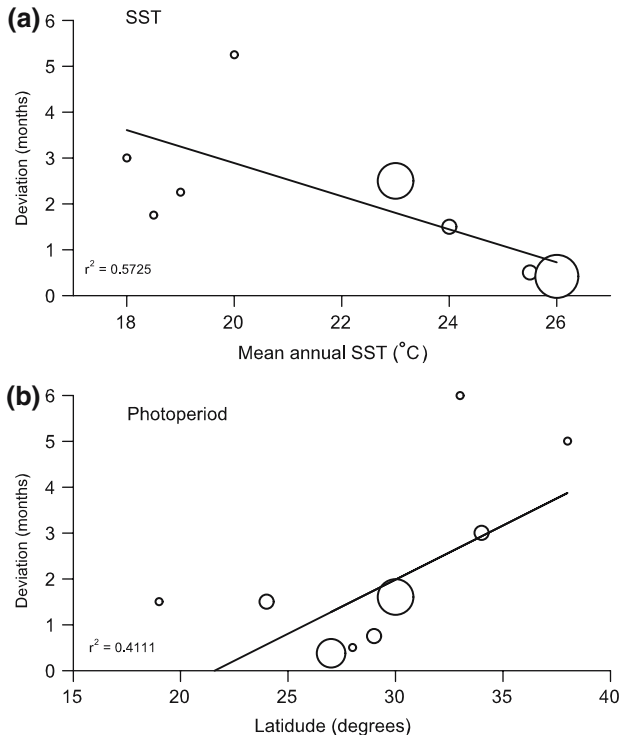 (a) SST
6
5
4
3
2
1
0
Deviation (months)
r² = 0.5725
18 20 22 24 26
Mean annual SST (°C)
(b) Photoperiod
6
5
4
3
2
1
0
Deviation (months)
r² = 0.4111
15 20 25 30 35 40
Latidude (degrees)